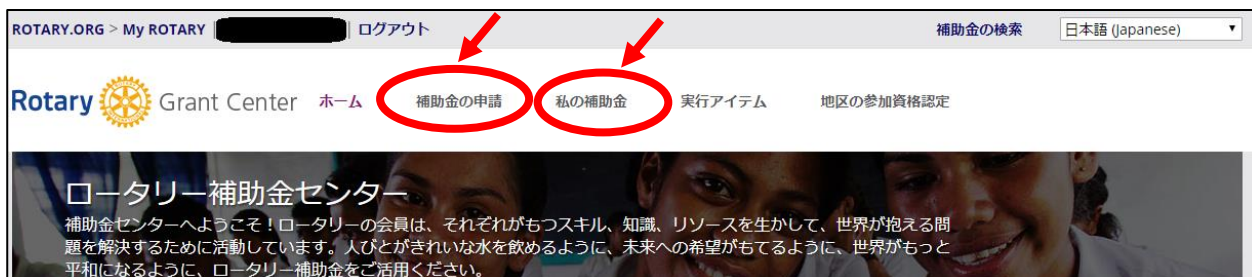 ROTARY.ORG > My ROTARY | | ログアウト 補助金の検索 日本語 (Japanese)
Rotary Grant Center ホーム 補助金の申請 私の補助金 実行アイテム 地区の参加資格認定
ロータリー補助金センター
補助金センターへようこそ！ロータリーの会員は、それぞれがもつスキル、知識、リソースを生かして、世界が抱える問
題を解決するために活動しています。人びとがきれいな水を飲めるように、未来への希望がもてるように、世界がもっと
平和になるように、ロータリー補助金をご活用ください。